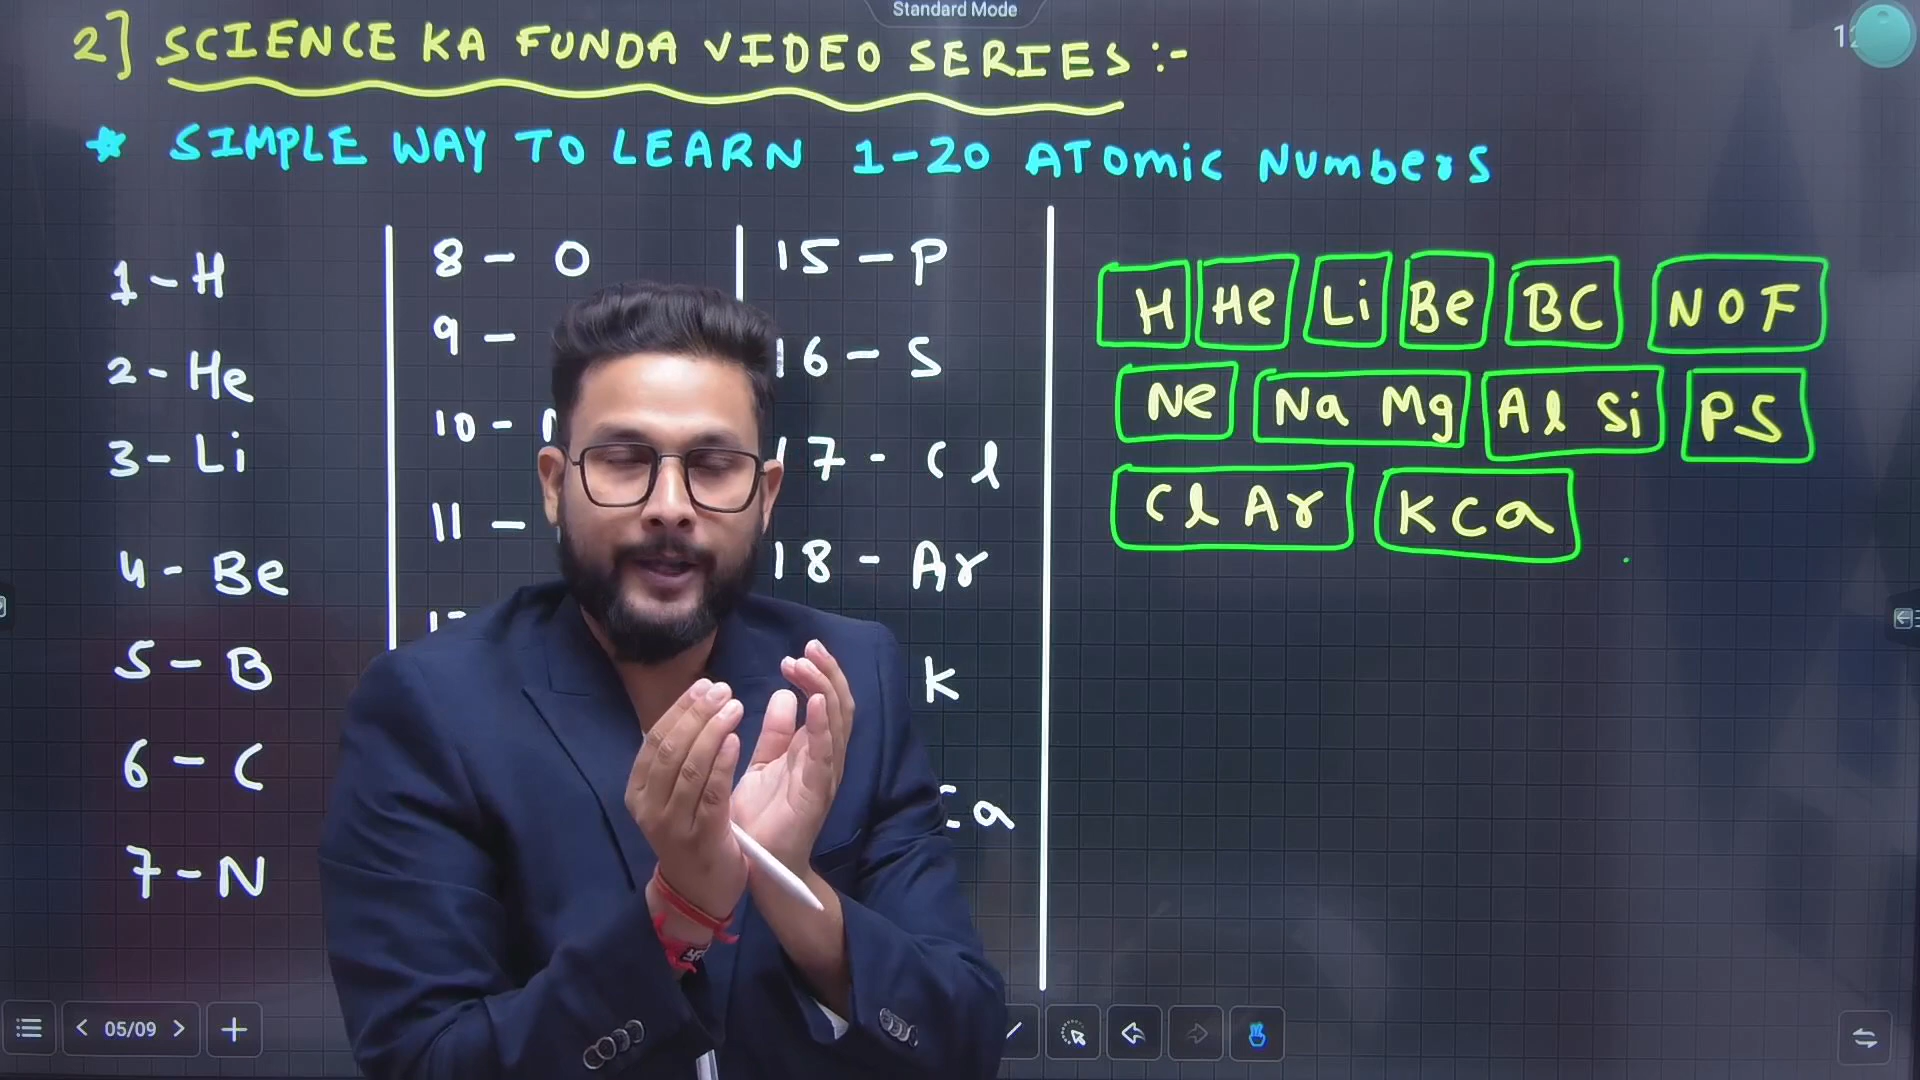 Standard Mode
2] SCIENCE KA FUNDA VIDEO SERIES :-
* SIMPLE WAY TO LEARN 1-20 ATOMIC NUMBERS
1 - H
2 - He
3 - Li
4 - Be
5 - B
6 - C
7 - N
8 - O
9 -
10 -
11 -
15 - P
16 - S
17 - Cl
18 - Ar
K
Ca
H He Li Be BC NOF
Ne Na Mg Al Si PS
Cl Ar K Ca
05/09